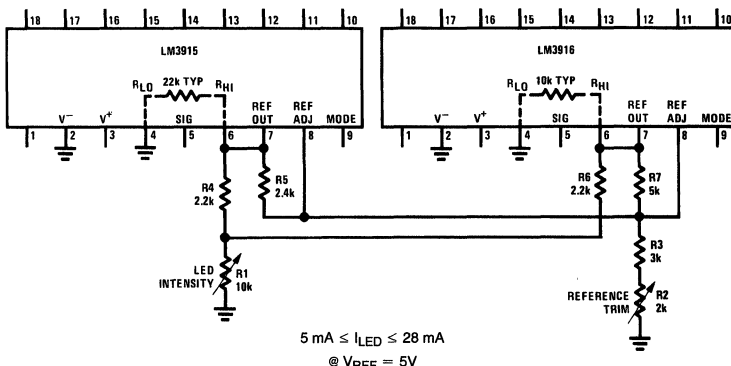 18 17 16 15 14 13 12 11 10
18 17 16 15 14 13 12 11 10
LM3915
LM3916
RLO 22k TYP RHI
RLO 10k TYP RHI
V− V+ SIG REF OUT REF ADJ MODE
V− V+ SIG REF OUT REF ADJ MODE
1 2 3 4 5 6 7 8 9
1 2 3 4 5 6 7 8 9
R4 2.2k
R5 2.4k
R6 2.2k
R7 5k
LED INTENSITY
R1 10k
R3 3k
REFERENCE TRIM
R2 2k
5 mA ≤ ILED ≤ 28 mA
@ VREF = 5V